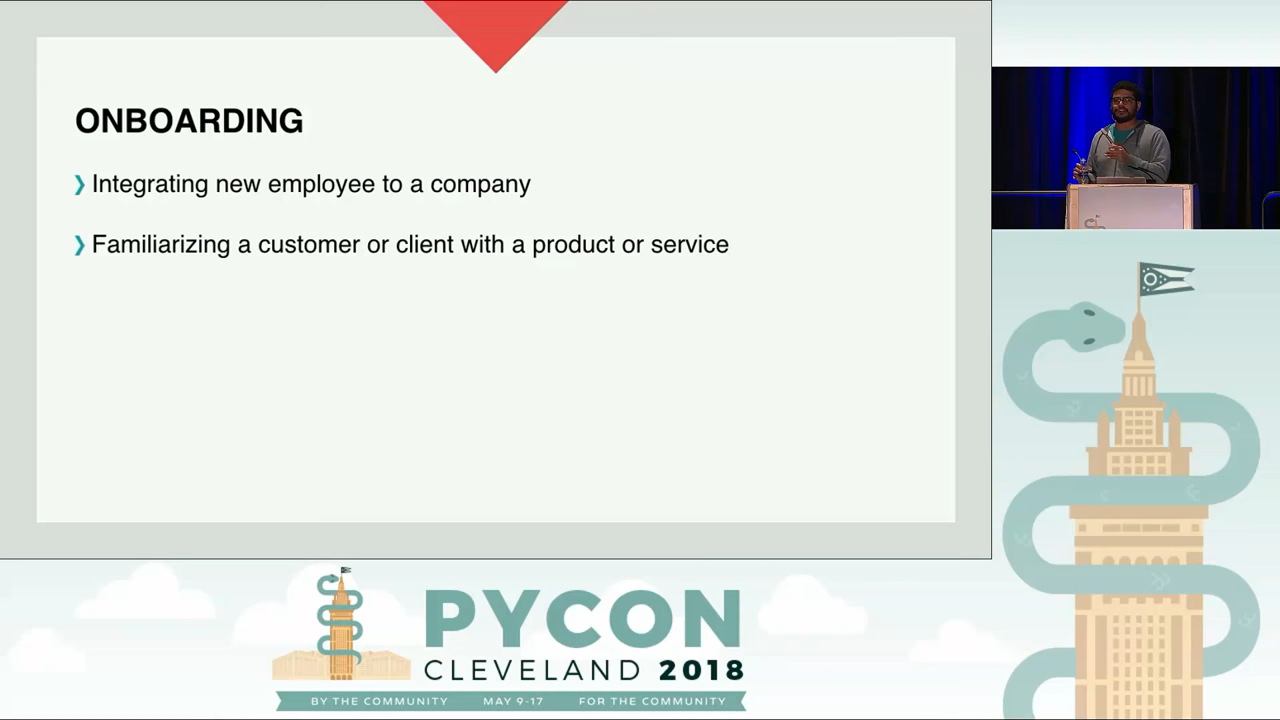 ONBOARDING
❯ Integrating new employee to a company
❯ Familiarizing a customer or client with a product or service
PYCON
CLEVELAND 2018
BY THE COMMUNITY MAY 9-17 FOR THE COMMUNITY